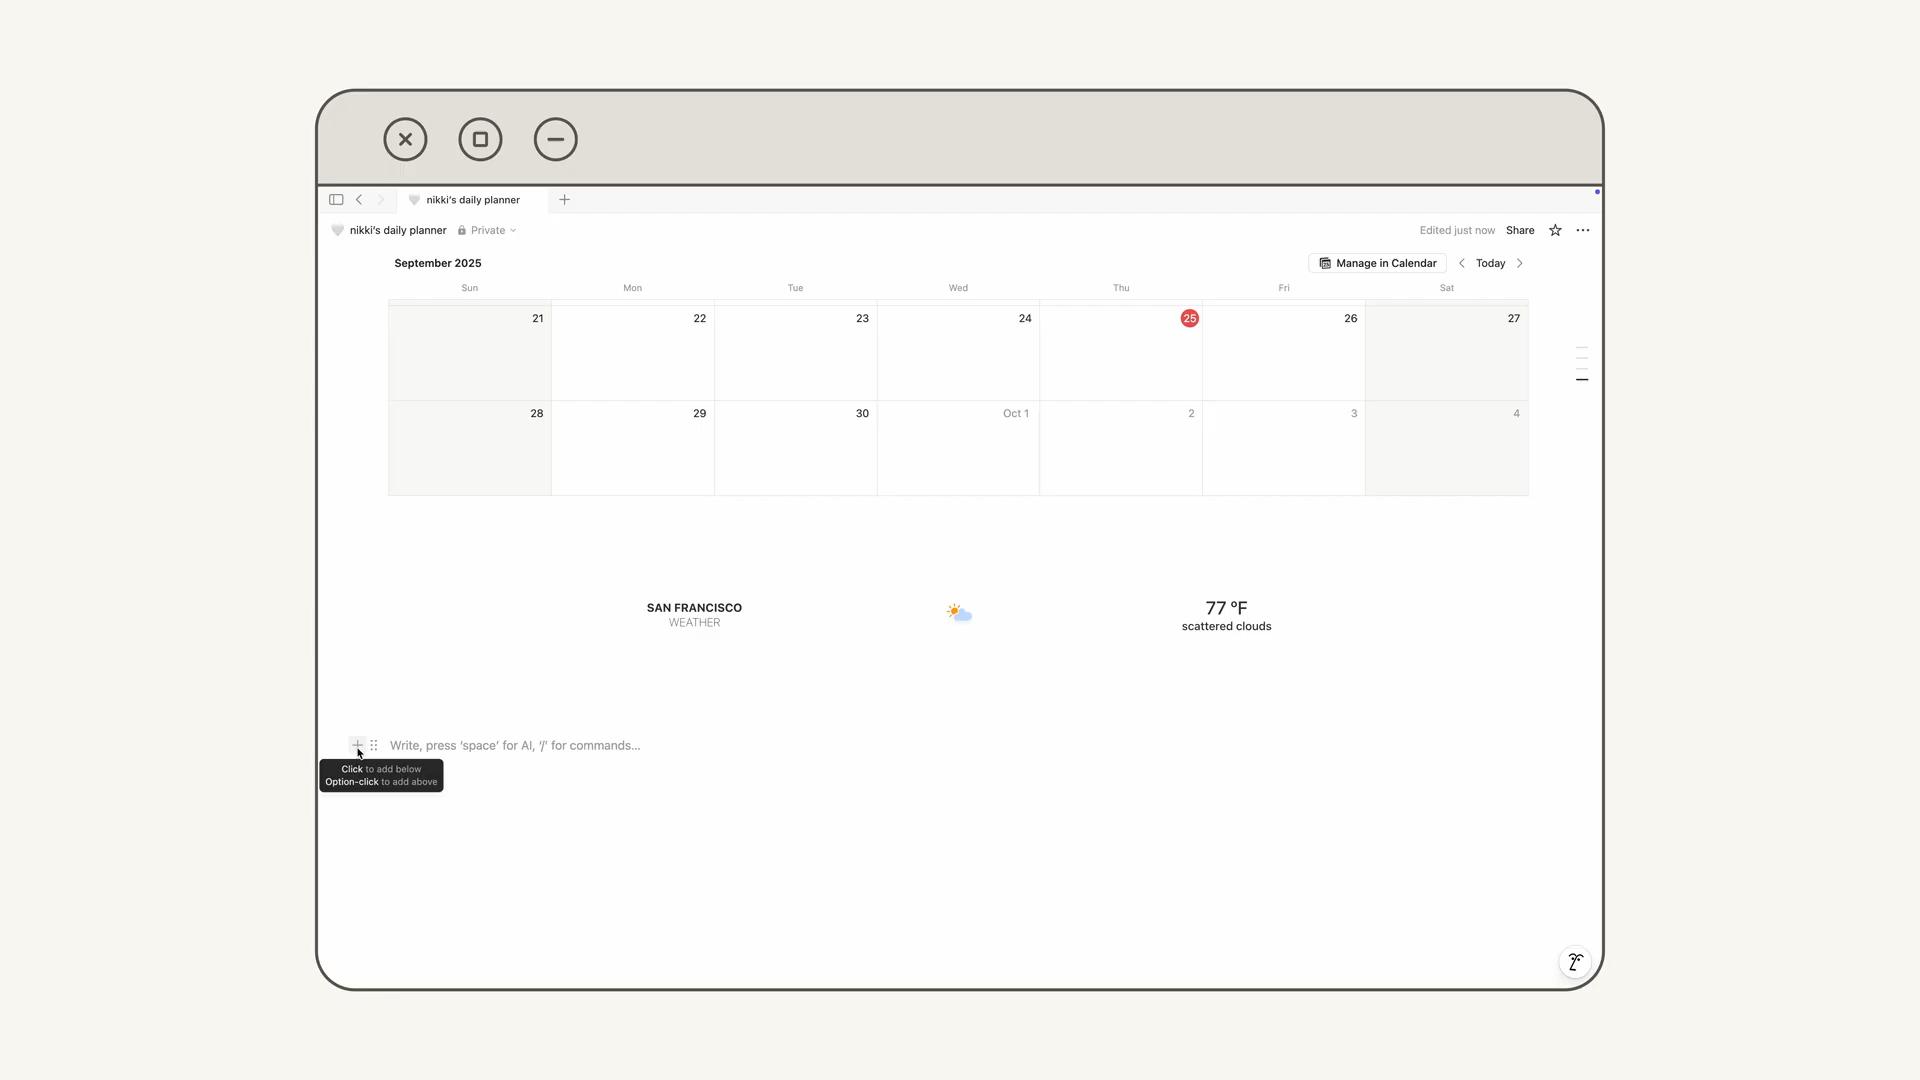 nikki's daily planner
nikki's daily planner Private Edited just now Share
September 2025 Manage in Calendar Today
Sun Mon Tue Wed Thu Fri Sat
21 22 23 24 25 26 27
28 29 30 Oct 1 2 3 4
SAN FRANCISCO 77 °F
WEATHER scattered clouds
Write, press ‘space’ for AI, ‘/’ for commands…
Click to add below
Option-click to add above